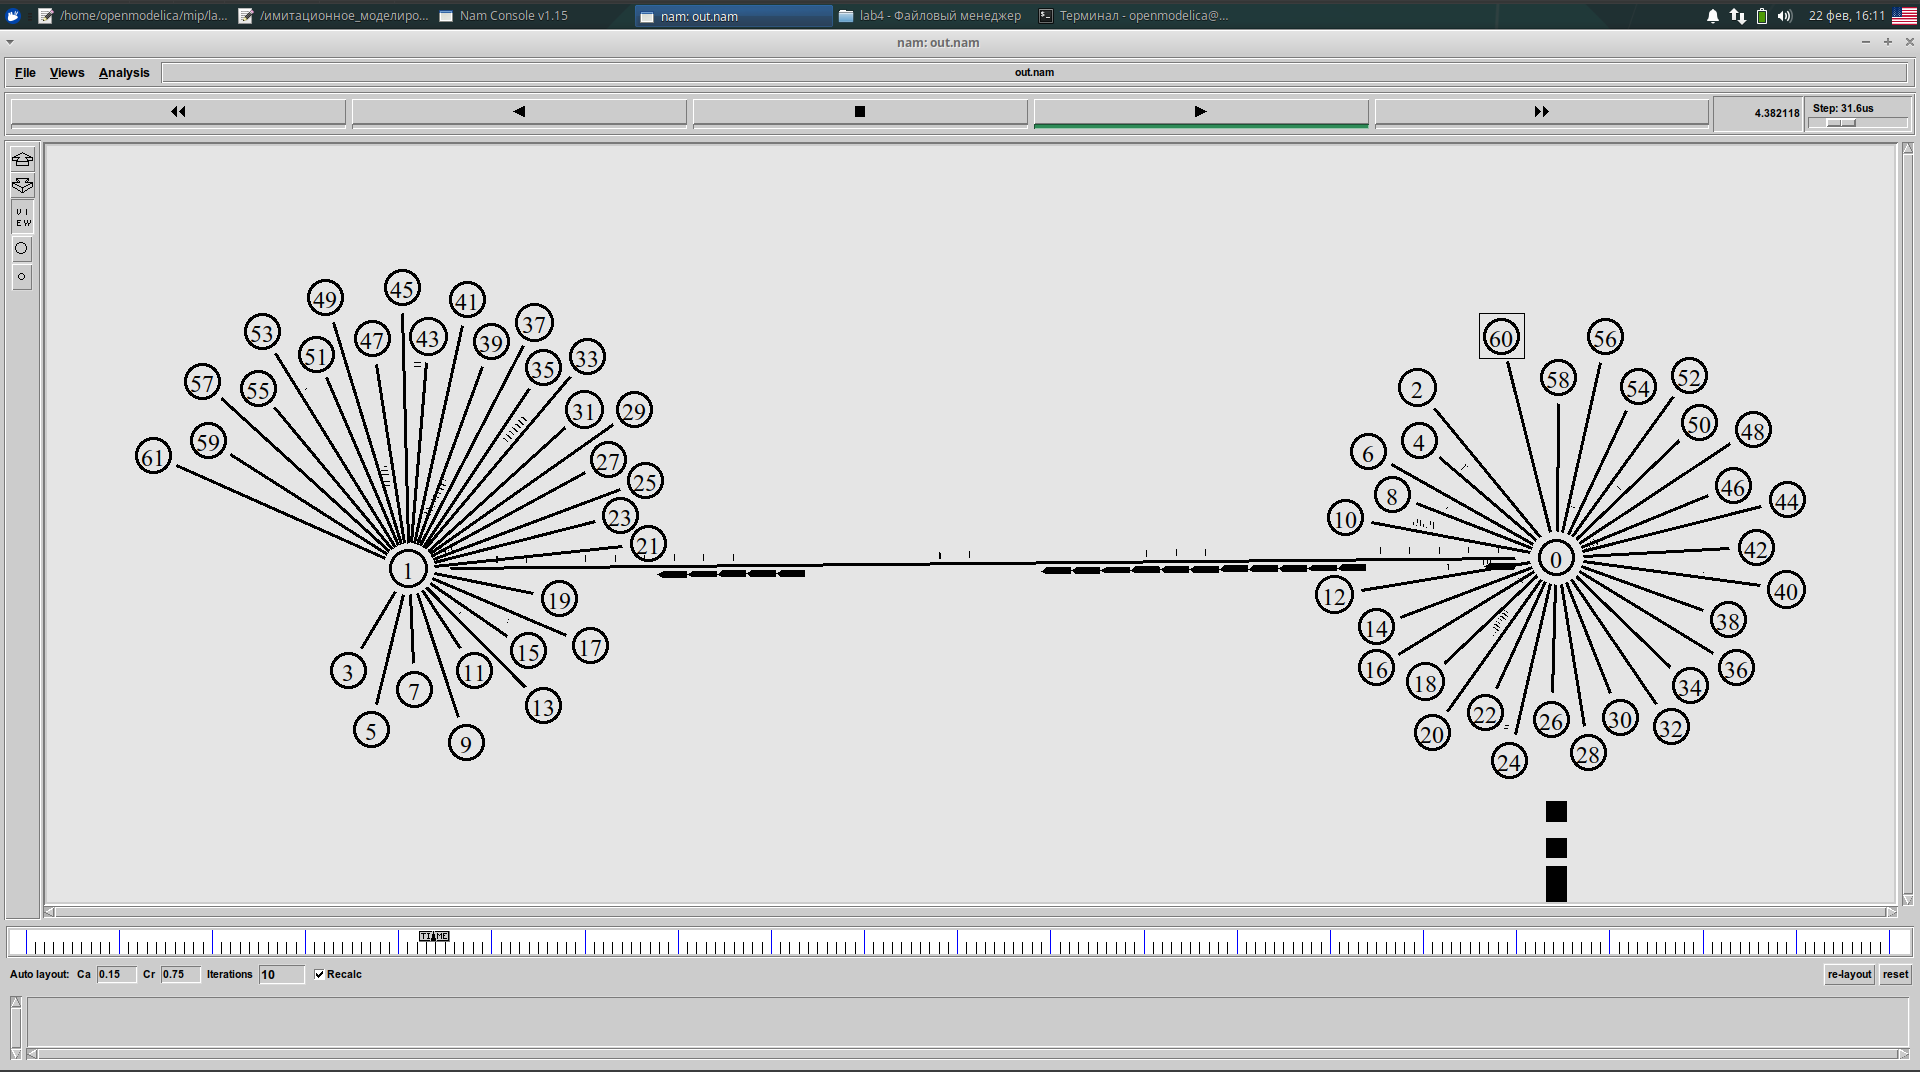 /home/openmodelica/mip/la... /имитационное_моделиро... Nam Console v1.15 nam: out.nam lab4 - Файловый менеджер Терминал - openmodelica@... 22 фев, 16:11
nam: out.nam
File Views Analysis out.nam
4.382118 Step: 31.6us
VIEW
49 45 41
53 51 47 43 39 37
57 55 35 33
61 59 31 29
27 25
23
21
1
19
3 7 11 15 17
5 9 13
60 56
2 58 54 52
6 4 50 48
10 8 46 44
0 42
12 40
14 38
16 18 34 36
20 22 26 30 32
24 28
TIME
Auto layout: Ca 0.15 Cr 0.75 Iterations 10 Recalc re-layout reset